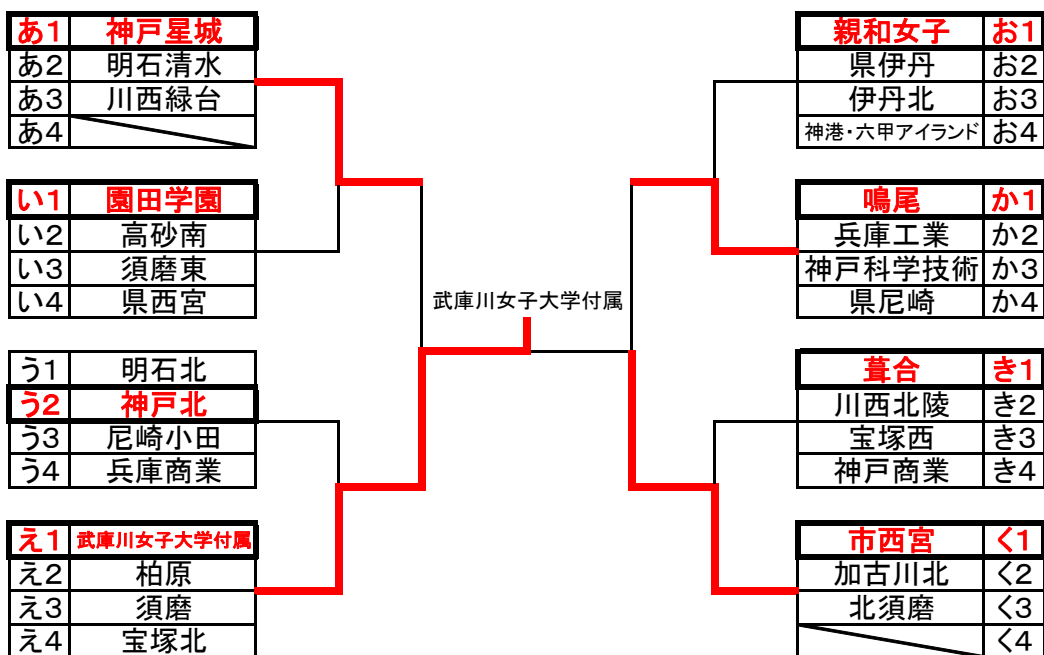 あ1 神戸星城
あ2 明石清水
あ3 川西緑台
あ4
い1 園田学園
い2 高砂南
い3 須磨東
い4 県西宮
う1 明石北
う2 神戸北
う3 尼崎小田
う4 兵庫商業
え1 武庫川女子大学付属
え2 柏原
え3 須磨
え4 宝塚北
武庫川女子大学付属
親和女子 お1
県伊丹 お2
伊丹北 お3
神港・六甲アイランド お4
鳴尾 か1
兵庫工業 か2
神戸科学技術 か3
県尼崎 か4
葺合 き1
川西北陵 き2
宝塚西 き3
神戸商業 き4
市西宮 く1
加古川北 く2
北須磨 く3
く4